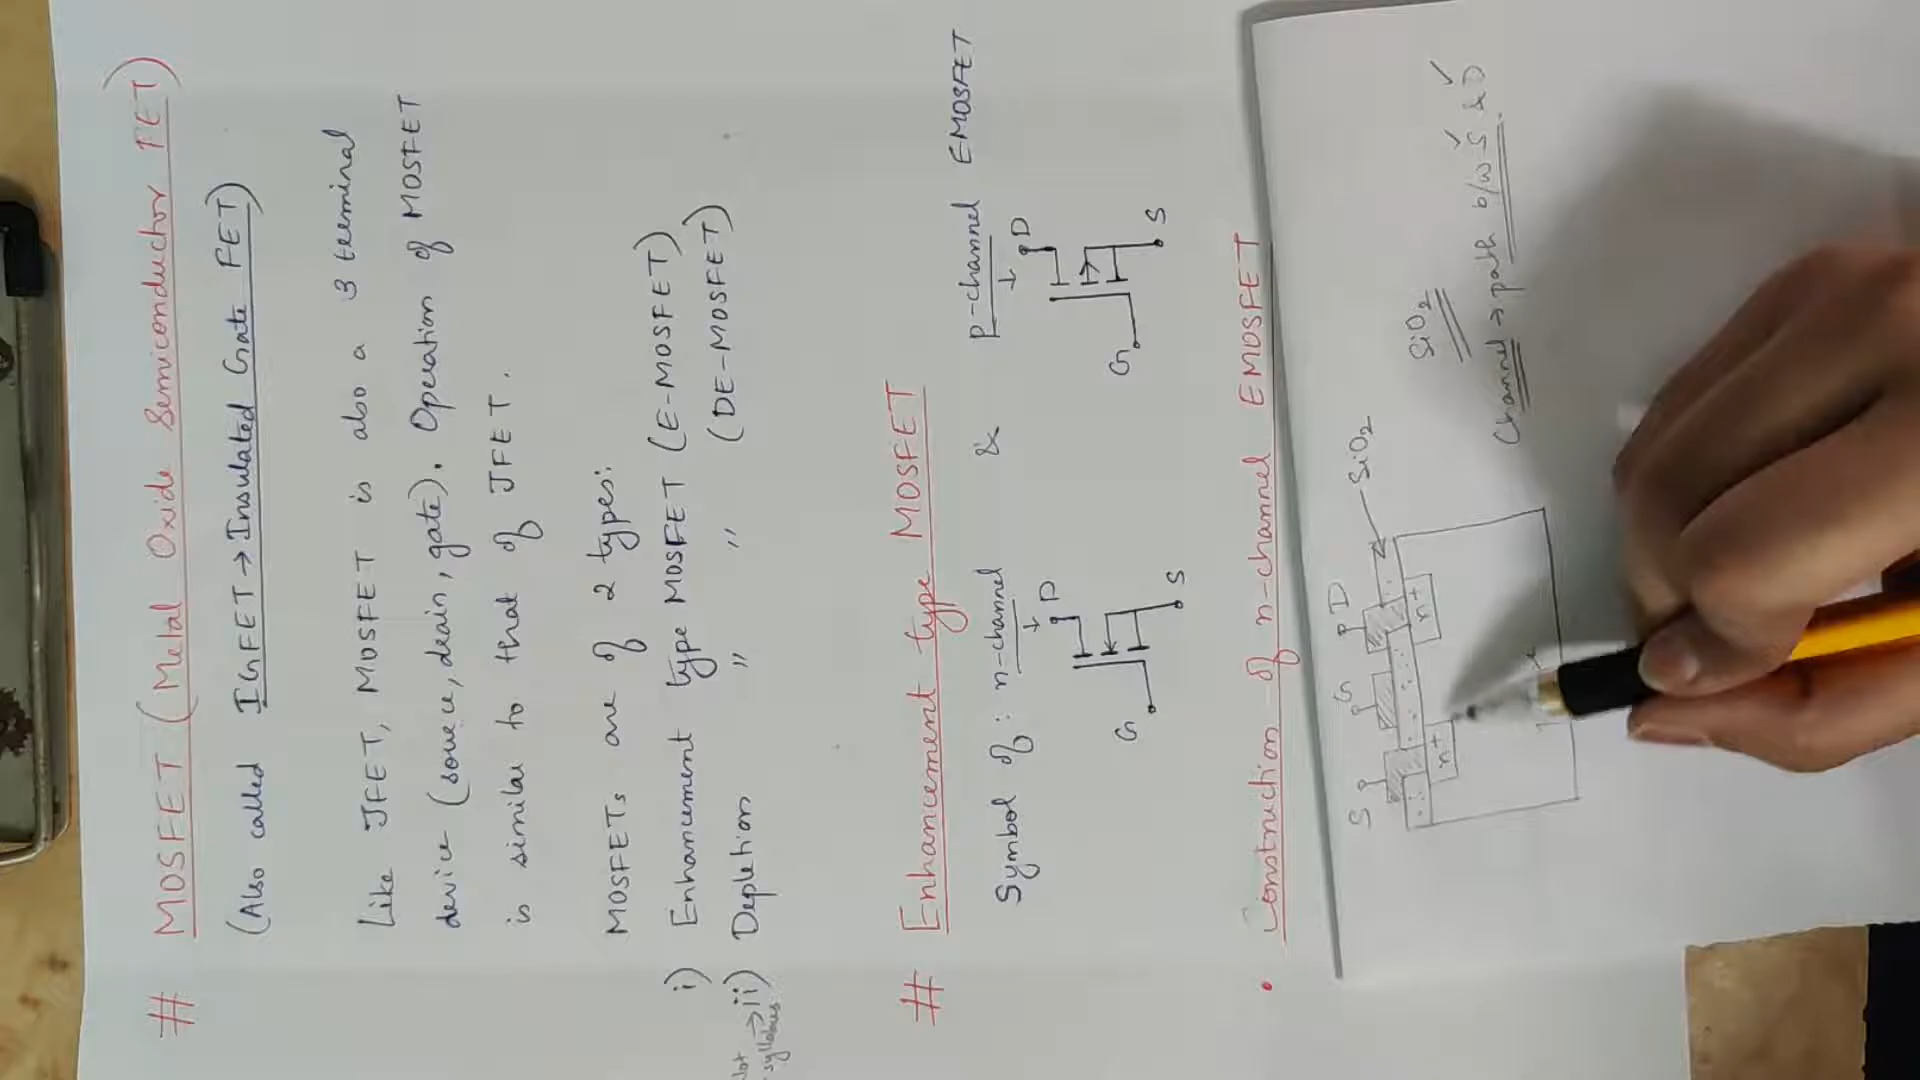 # MOSFET (Metal Oxide Semiconductor FET)
(Also called IGFET → Insulated Gate FET)
Like JFET, MOSFET is also a 3 terminal
device (source, drain, gate). Operation of MOSFET
is similar to that of JFET.
MOSFETs are of 2 types:
i) Enhancement type MOSFET (E-MOSFET)
Not syllabus → ii) Depletion " " (DE-MOSFET)
# Enhancement type MOSFET
Symbol of : n-channel & p-channel EMOSFET
G D S
G D S
• Construction of n-channel EMOSFET
S G D SiO2
n+ n+
SiO2
Channel → path b/w S & D.